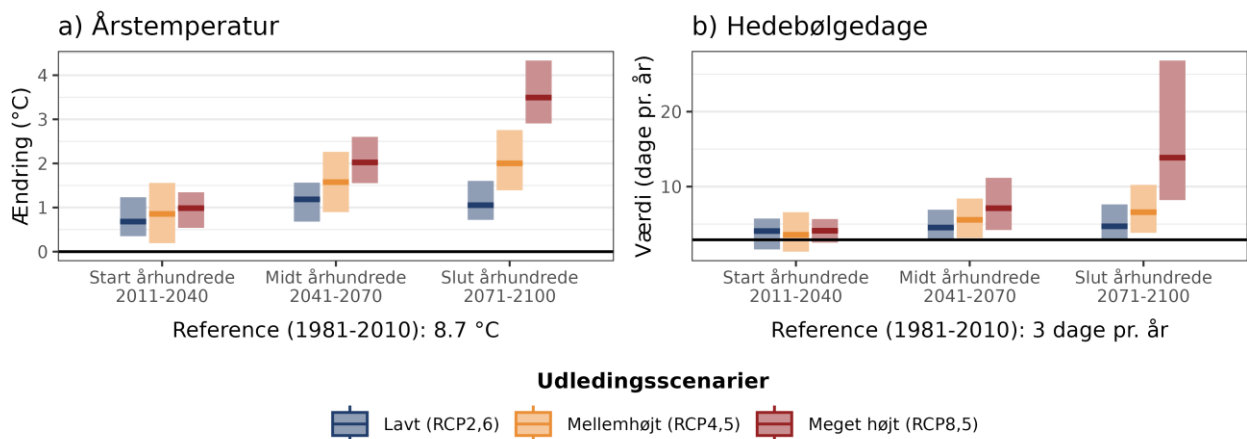 a) Årstemperatur
Ændring (°C)
4
3
2
1
0
Start århundrede
2011-2040
Midt århundrede
2041-2070
Slut århundrede
2071-2100
Reference (1981-2010): 8.7 °C
b) Hedebølgedage
Værdi (dage pr. år)
20
10
Start århundrede
2011-2040
Midt århundrede
2041-2070
Slut århundrede
2071-2100
Reference (1981-2010): 3 dage pr. år
Udledingsscenarier
Lavt (RCP2,6)
Mellemhøjt (RCP4,5)
Meget højt (RCP8,5)